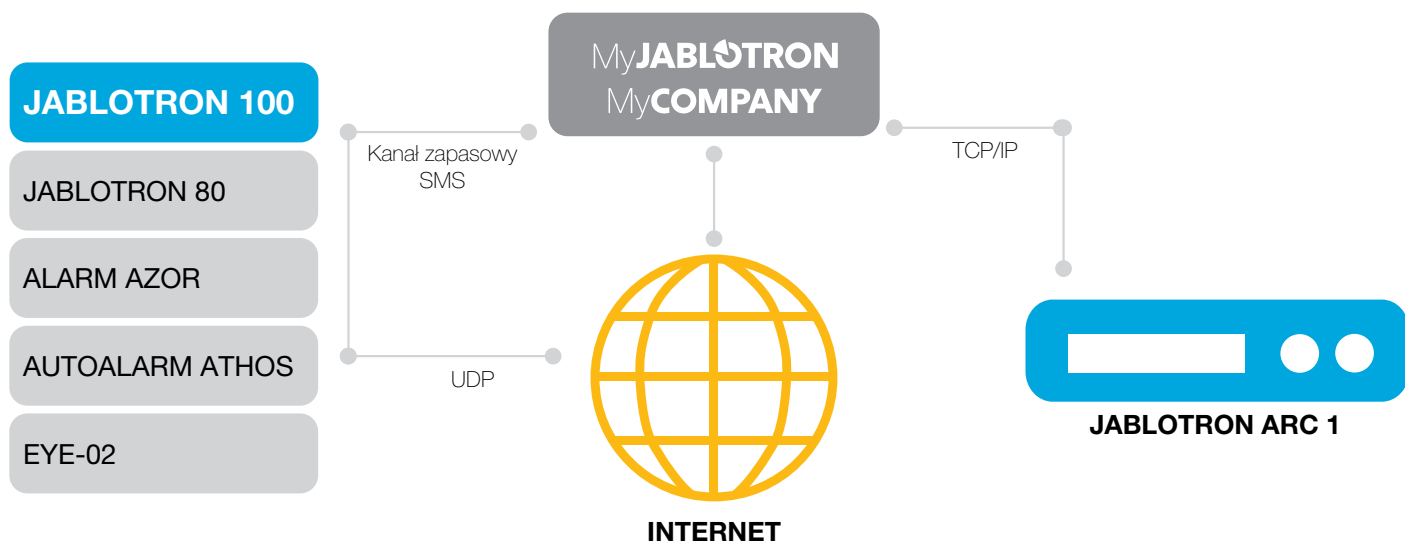 MyJABLOTRON
MyCOMPANY
JABLOTRON 100
JABLOTRON 80
ALARM AZOR
AUTOALARM ATHOS
EYE-02
Kanał zapasowy
SMS
UDP
TCP/IP
INTERNET
JABLOTRON ARC 1